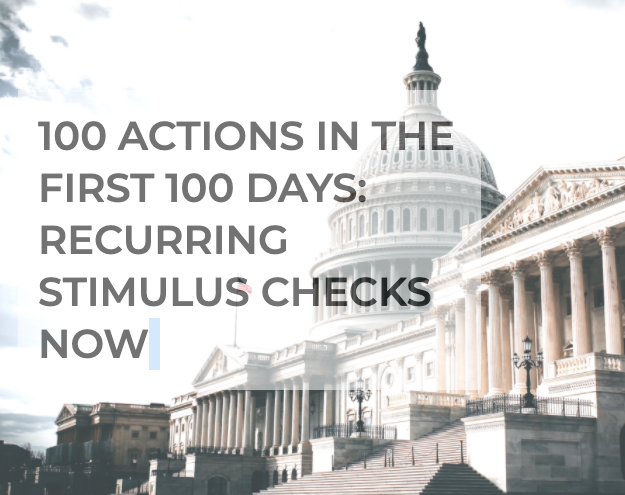 100 ACTIONS IN THE
FIRST 100 DAYS:
RECURRING
STIMULUS CHECKS
NOW